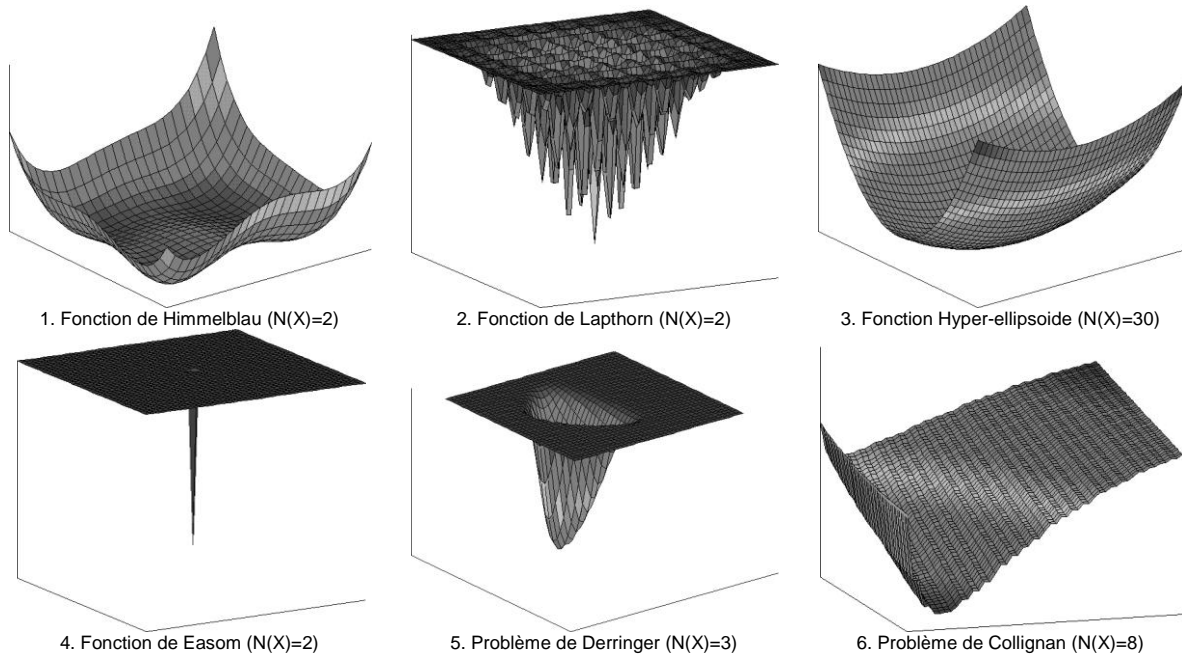 1. Fonction de Himmelblau (N(X)=2)
2. Fonction de Lapthorn (N(X)=2)
3. Fonction Hyper-ellipsoide (N(X)=30)
4. Fonction de Easom (N(X)=2)
5. Problème de Derringer (N(X)=3)
6. Problème de Collignan (N(X)=8)